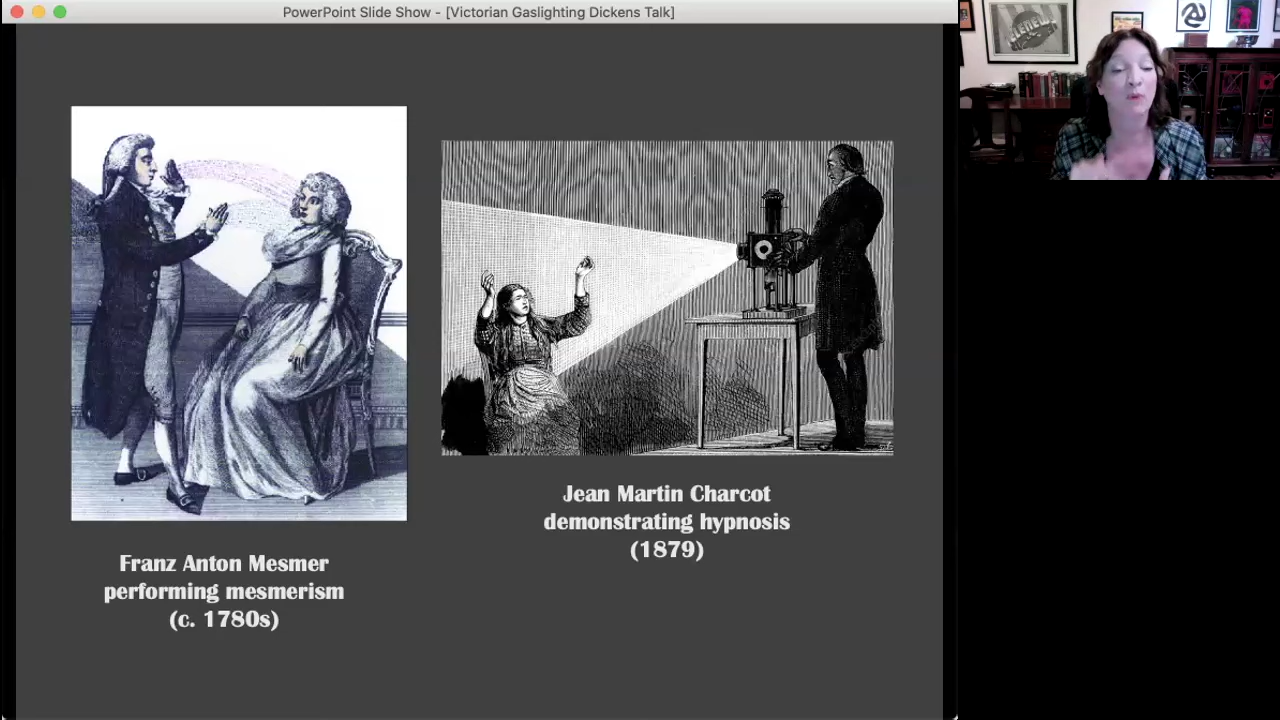 PowerPoint Slide Show - [Victorian Gaslighting Dickens Talk]
Franz Anton Mesmer
performing mesmerism
(c. 1780s)
Jean Martin Charcot
demonstrating hypnosis
(1879)